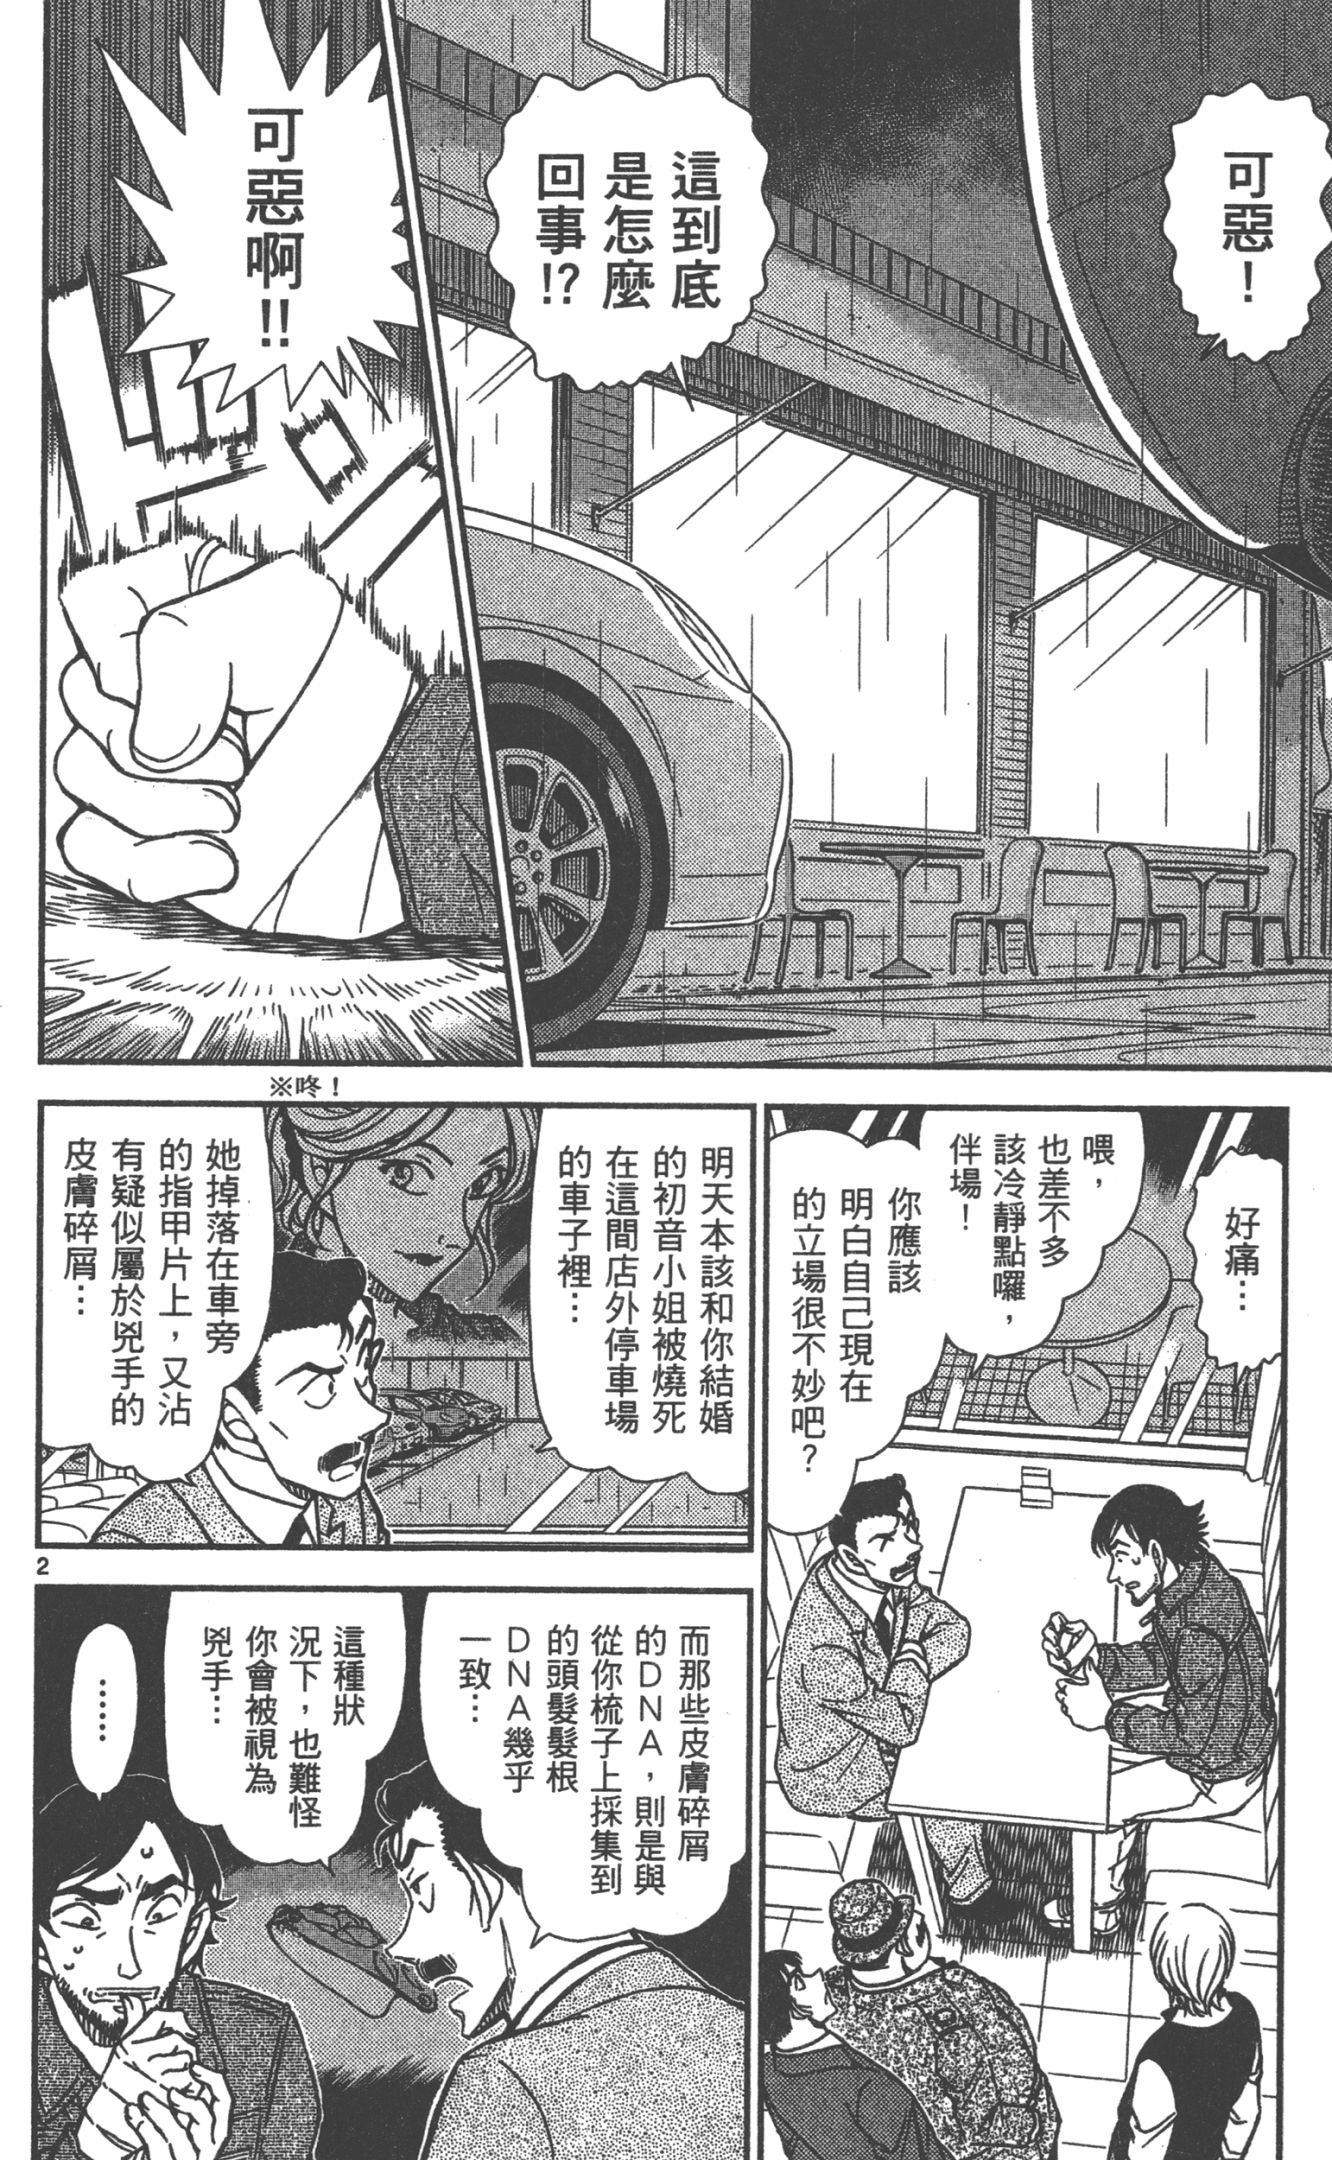 可惡！
這到底
是怎麼
回事!?
可惡啊!!
※咚！
好痛…
喂，
也差不多
該冷靜點囉，
伴場！
你應該
明白自己現在
的立場很不妙吧？
明天本該和你結婚
的初音小姐被燒死
在這間店外停車場
的車子裡…
她掉落在車旁
的指甲片上，又沾
有疑似屬於兇手的
皮膚碎屑…
而那些皮膚碎屑
的DNA，則是與
從你梳子上採集到
的頭髮髮根
DNA幾乎
一致…
這種狀
況下，也難怪
你會被視為
兇手…
……
2